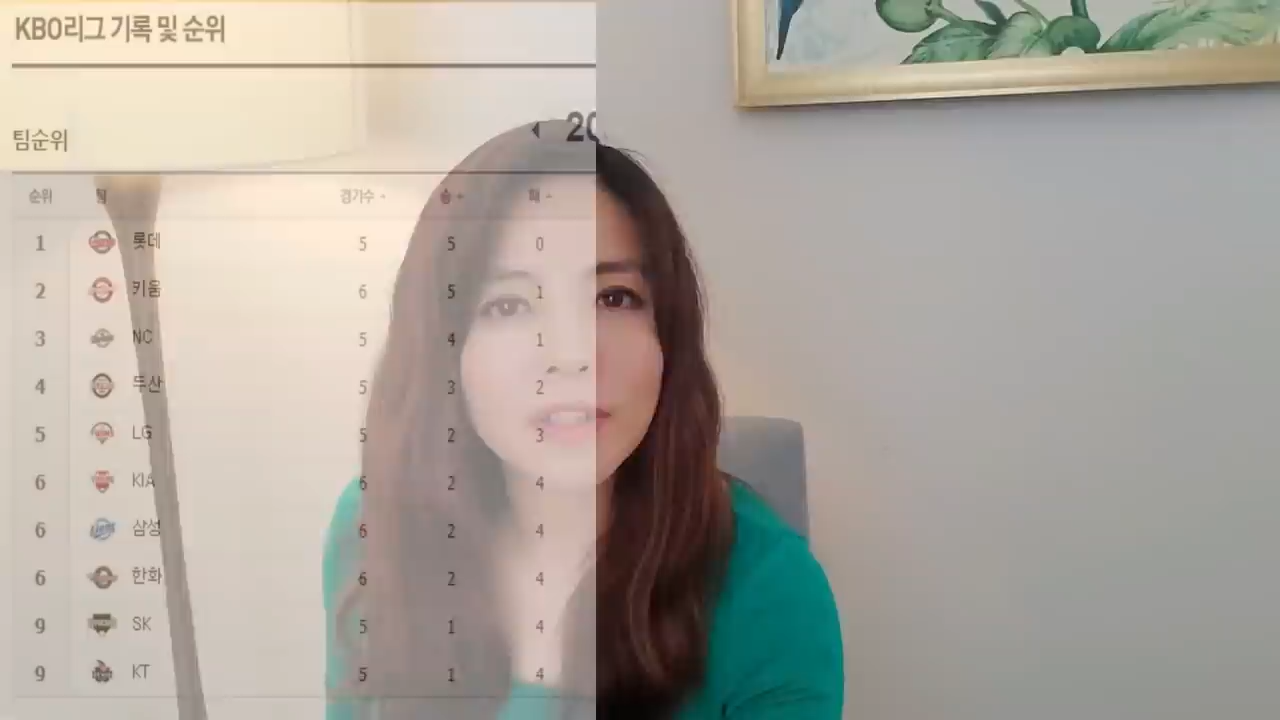 KBO리그 기록 및 순위
팀순위
20
순위 팀 경기수 승 패
1 롯데 5 5 0
2 키움 6 5 1
3 NC 5 4 1
4 두산 5 3 2
5 LG 5 2 3
6 KIA 6 2 4
6 삼성 6 2 4
6 한화 6 2 4
9 SK 5 1 4
9 KT 5 1 4